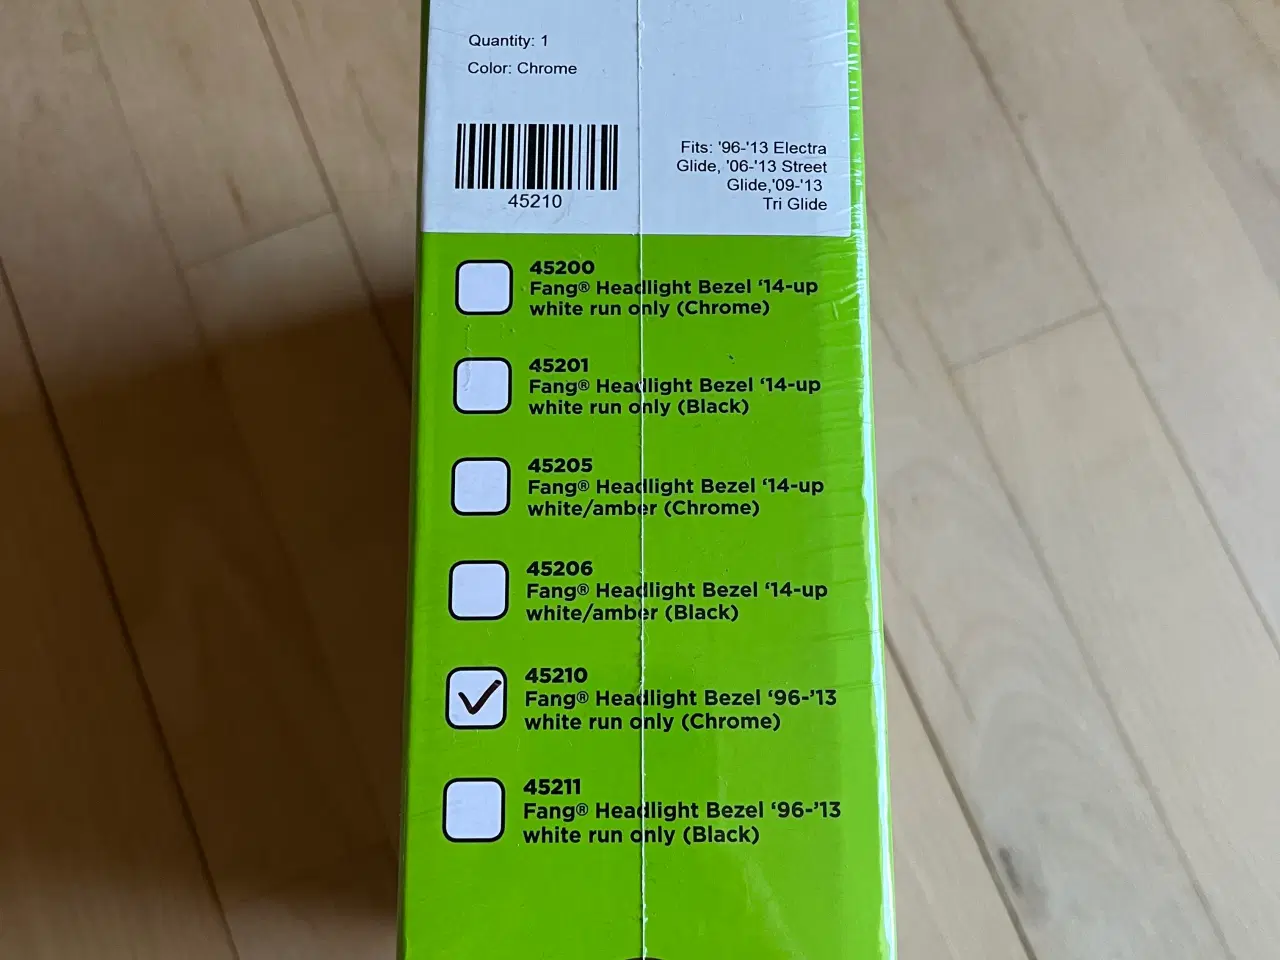 Quantity: 1
Color: Chrome
45210
Fits: '96-'13 Electra
Glide, '06-'13 Street
Glide,'09-'13
Tri Glide
45200
Fang® Headlight Bezel ‘14-up
white run only (Chrome)
45201
Fang® Headlight Bezel ‘14-up
white run only (Black)
45205
Fang® Headlight Bezel ‘14-up
white/amber (Chrome)
45206
Fang® Headlight Bezel ‘14-up
white/amber (Black)
45210
Fang® Headlight Bezel ‘96-’13
white run only (Chrome)
45211
Fang® Headlight Bezel ‘96-’13
white run only (Black)